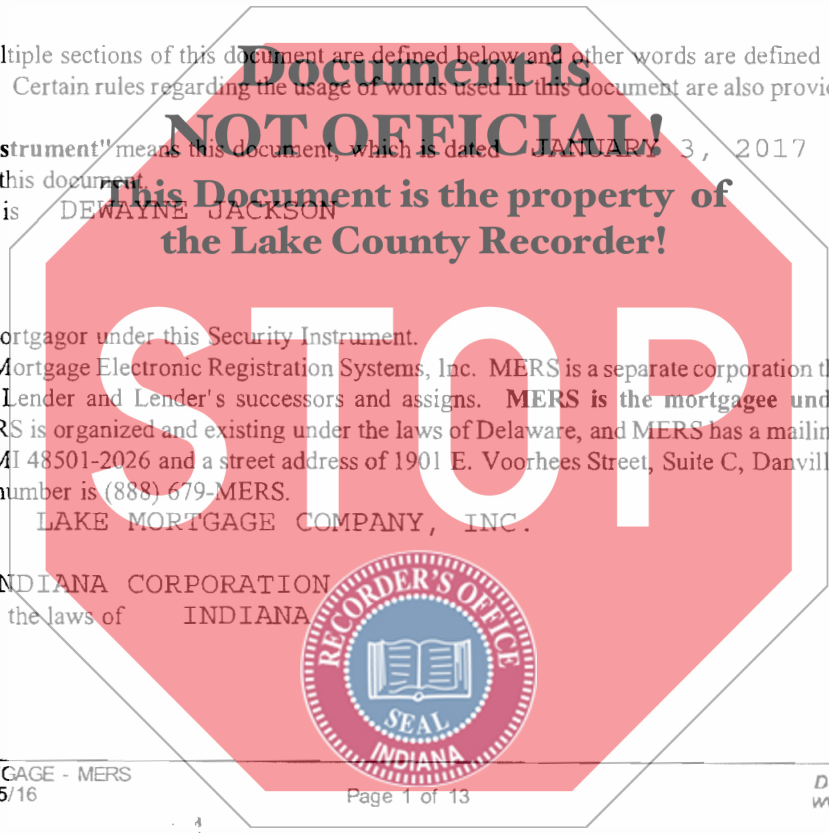 ltiple sections of this document are defined below and other words are defined
Document is
Certain rules regarding the usage of words used in this document are also provid
NOT OFFICIAL!
strument" means this document, which is dated JANUARY 3, 2017
this document.
This Document is the property of
is DEWAYNE JACKSON
the Lake County Recorder!
STOP
ortgagor under this Security Instrument.
Mortgage Electronic Registration Systems, Inc. MERS is a separate corporation th
Lender and Lender's successors and assigns. MERS is the mortgagee und
RS is organized and existing under the laws of Delaware, and MERS has a mailin
MI 48501-2026 and a street address of 1901 E. Voorhees Street, Suite C, Danvill
number is (888) 679-MERS.
LAKE MORTGAGE COMPANY, INC.
NDIANA CORPORATION
the laws of INDIANA
RECORDER'S OFFICE
SEAL
INDIANA
GAGE - MERS
5/16
Page 1 of 13
D
w